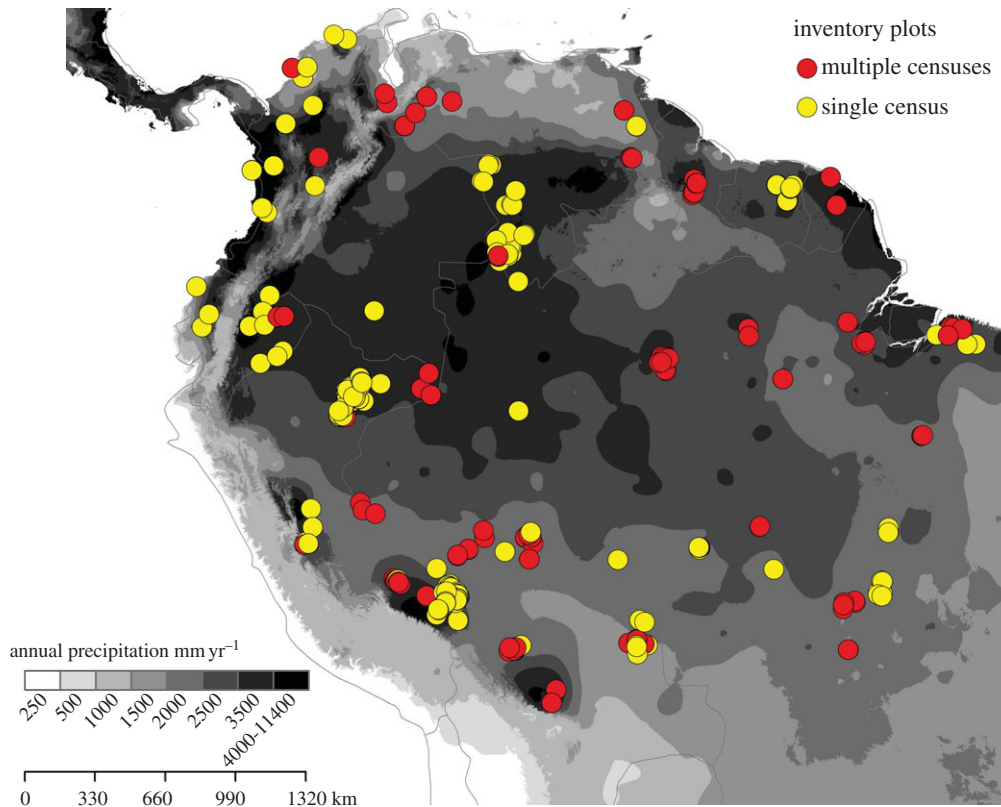 inventory plots
multiple censuses
single census
annual precipitation mm yr⁻¹
250 500 1000 1500 2000 2500 3500 4000-11400
0 330 660 990 1320 km